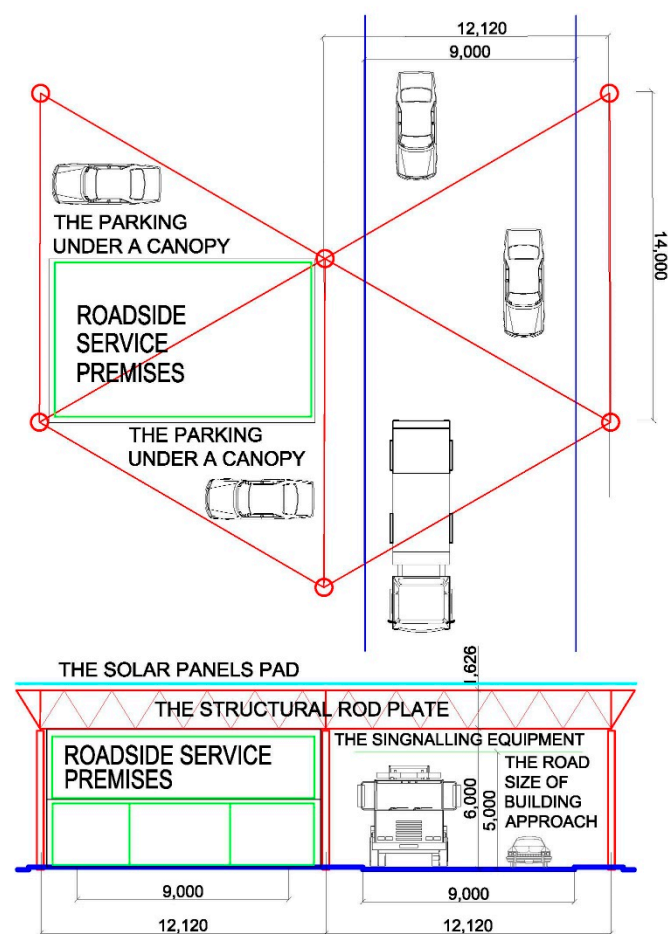 12,120
9,000
THE PARKING
UNDER A CANOPY
14,000
ROADSIDE
SERVICE
PREMISES
THE PARKING
UNDER A CANOPY
THE SOLAR PANELS PAD
1,626
THE STRUCTURAL ROD PLATE
THE SINGNALLING EQUIPMENT
ROADSIDE SERVICE
PREMISES
THE ROAD
SIZE OF
BUILDING
APPROACH
6,000
5,000
9,000
9,000
12,120
12,120